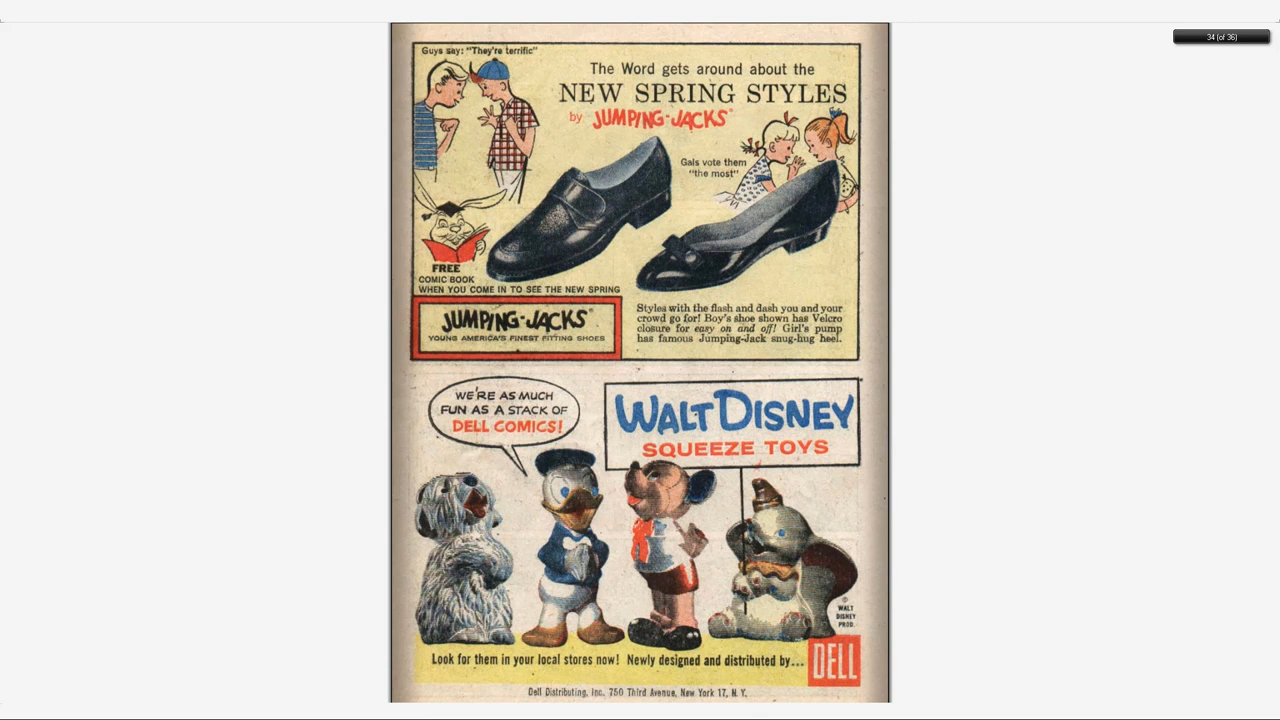 34 (of 36)
Guys say: "They're terrific"
The Word gets around about the
NEW SPRING STYLES
by JUMPING-JACKS®
Gals vote them
"the most"
FREE
COMIC BOOK
WHEN YOU COME IN TO SEE THE NEW SPRING
JUMPING-JACKS®
YOUNG AMERICA'S FINEST FITTING SHOES
Styles with the flash and dash you and your
crowd go for! Boy's shoe shown has Velcro
closure for easy on and off! Girl's pump
has famous Jumping-Jack snug-hug heel.
WE'RE AS MUCH
FUN AS A STACK OF
DELL COMICS!
WALT DISNEY
SQUEEZE TOYS
©
WALT
DISNEY
PROD.
Look for them in your local stores now! Newly designed and distributed by...
DELL
Dell Distributing, Inc. 750 Third Avenue, New York 17, N. Y.